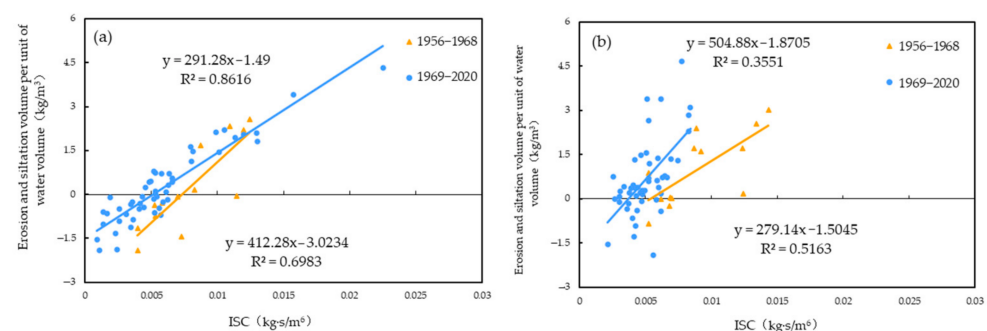 (a)
Erosion and siltation volume per unit of
water volume（kg/m³）
6
4.5
3
1.5
0
−1.5
−3
y = 291.28x−1.49
R² = 0.8616
1956−1968
1969−2020
y = 412.28x−3.0234
R² = 0.6983
0
0.005
0.01
0.015
0.02
0.025
0.03
ISC（kg·s/m⁶）
(b)
Erosion and siltation volume per unit of water
volume（kg/m³）
6
4.5
3
1.5
0
−1.5
−3
y = 504.88x−1.8705
R² = 0.3551
1956−1968
1969−2020
y = 279.14x−1.5045
R² = 0.5163
0
0.005
0.01
0.015
0.02
0.025
0.03
ISC（kg·s/m⁶）